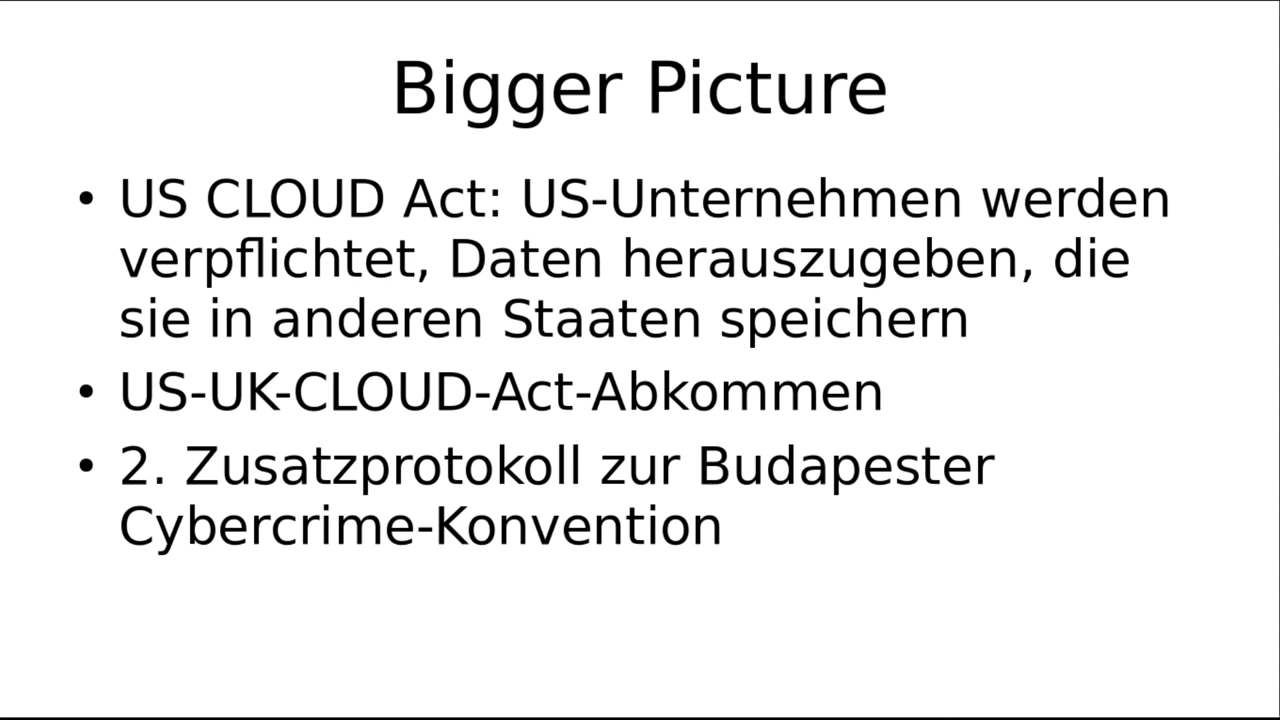 Bigger Picture
• US CLOUD Act: US-Unternehmen werden
verpflichtet, Daten herauszugeben, die
sie in anderen Staaten speichern
• US-UK-CLOUD-Act-Abkommen
• 2. Zusatzprotokoll zur Budapester
Cybercrime-Konvention